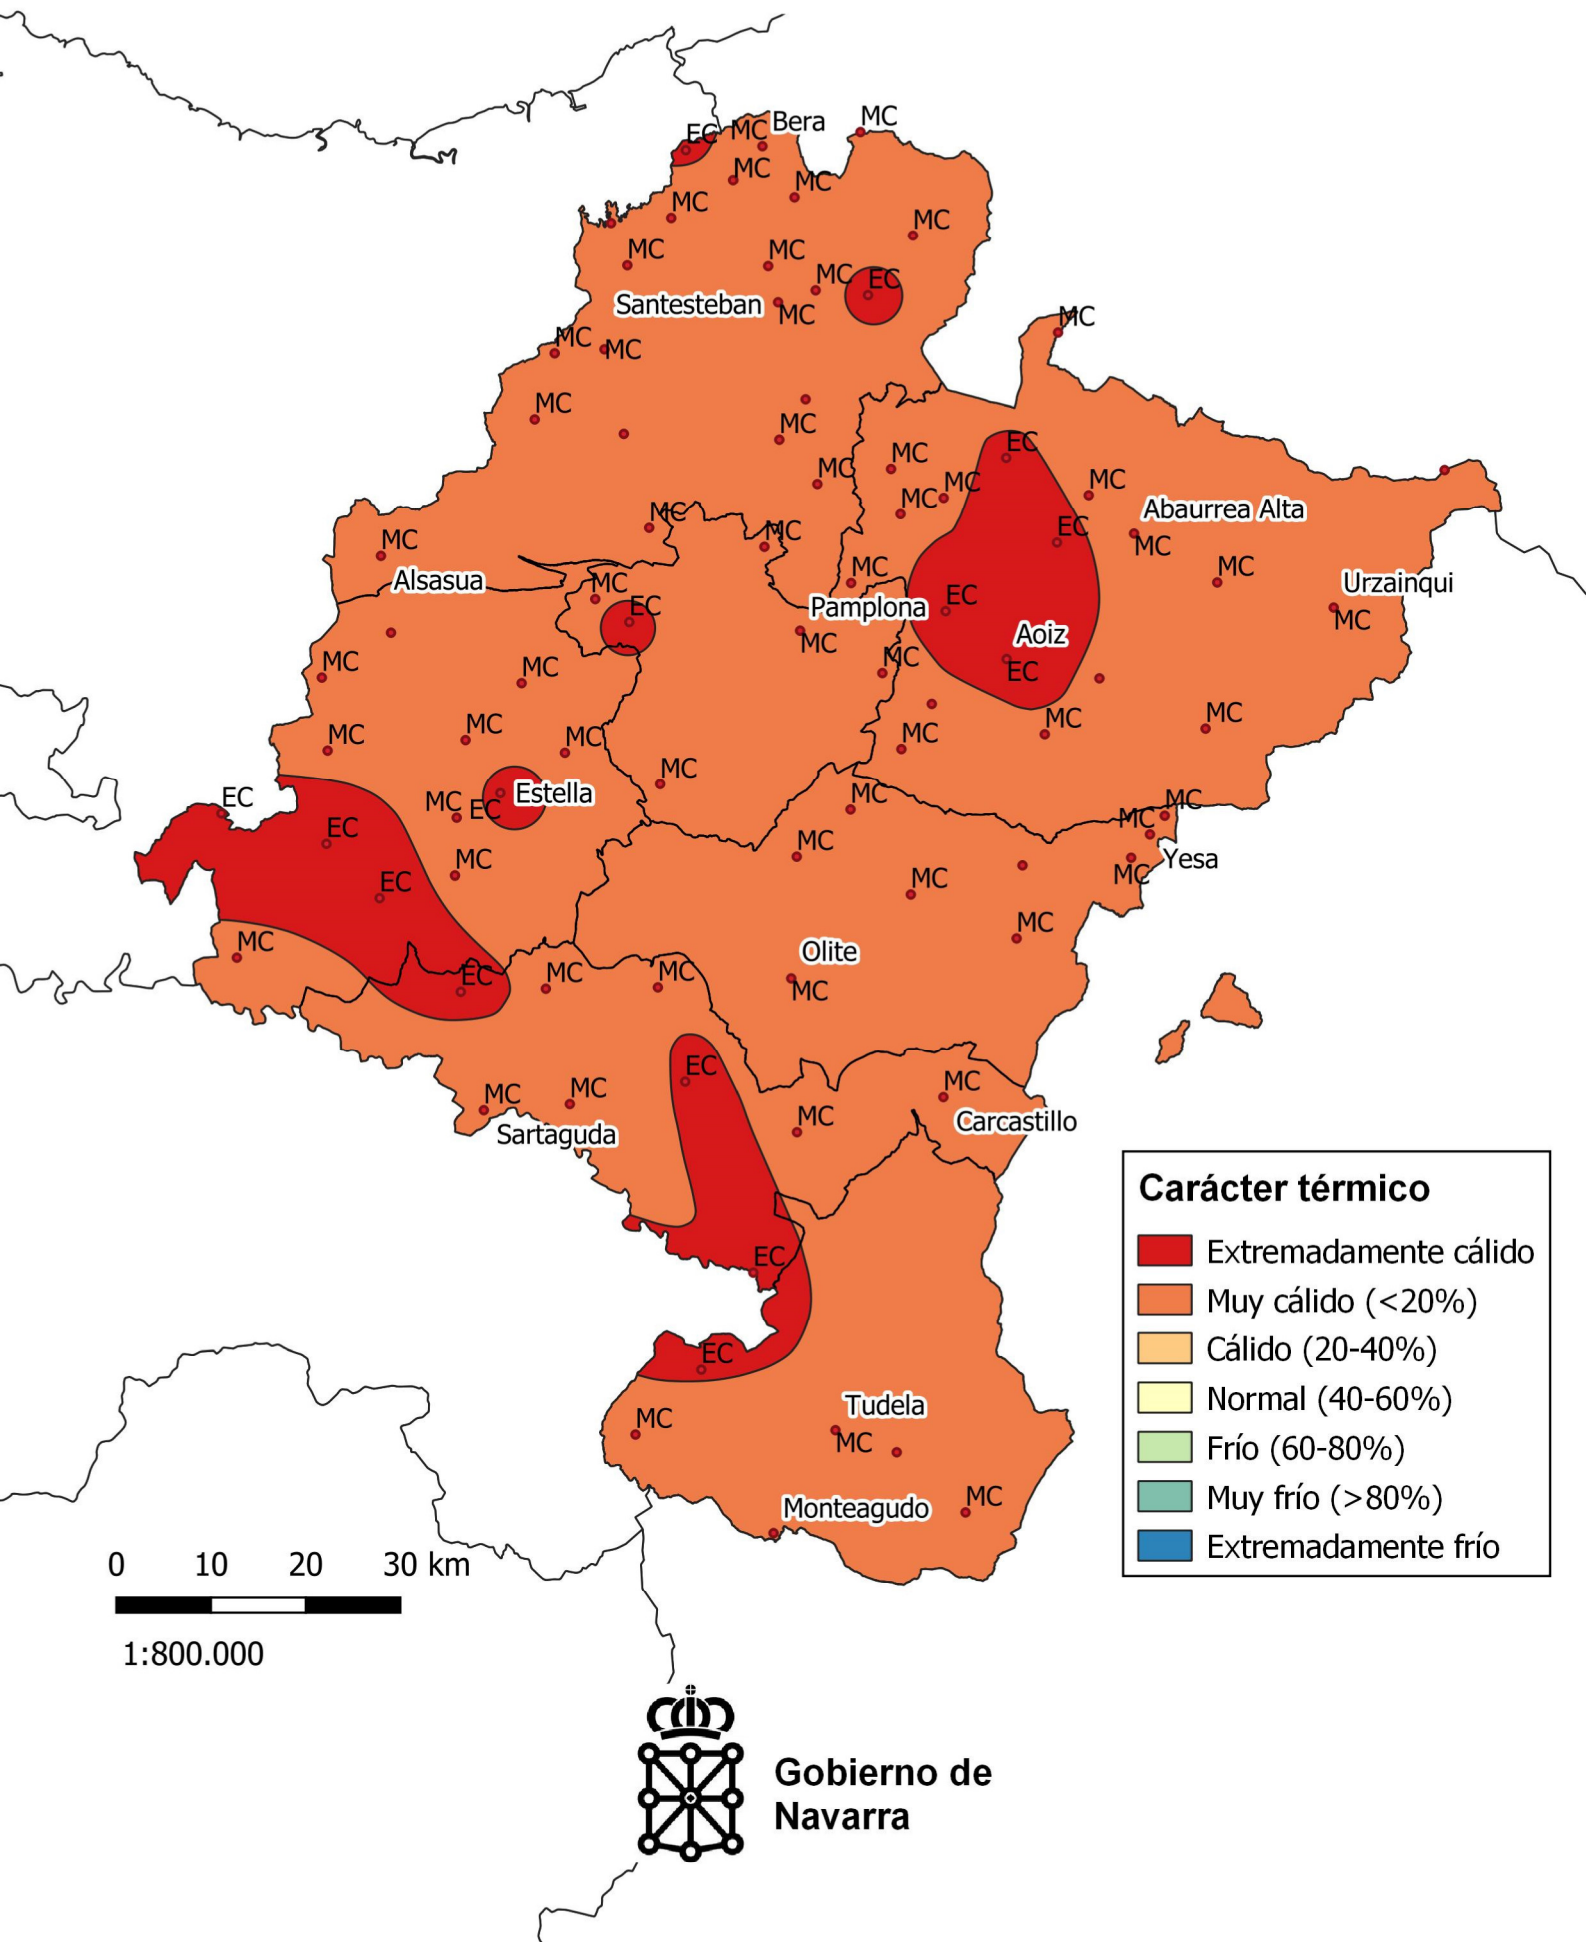 MC
EC MC Bera
MC
MC
MC
MC
MC
MC
MC EC
Santesteban
MC
MC
MC
MC
MC
MC
EC
MC
MC
MC
MC
MC
Abaurrea Alta
MC
MC
EC
MC
MC
MC
MC
Alsasua
MC
Urzainqui
EC
EC
Pamplona
MC
Aoiz
MC
MC
MC
MC
EC
MC
MC
MC
MC
MC
MC
MC
Estella
MC
EC
MC EC
MC
MC
EC
MC
MC
Yesa
MC
MC
EC
MC
MC
MC
Olite
EC
MC
MC
MC
EC
MC
MC
MC
MC
Carcastillo
Sartaguda
EC
EC
Tudela
MC
MC
MC
Monteagudo
Carácter térmico
Extremadamente cálido
Muy cálido (<20%)
Cálido (20-40%)
Normal (40-60%)
Frío (60-80%)
Muy frío (>80%)
Extremadamente frío
0 10 20 30 km
1:800.000
Gobierno de
Navarra